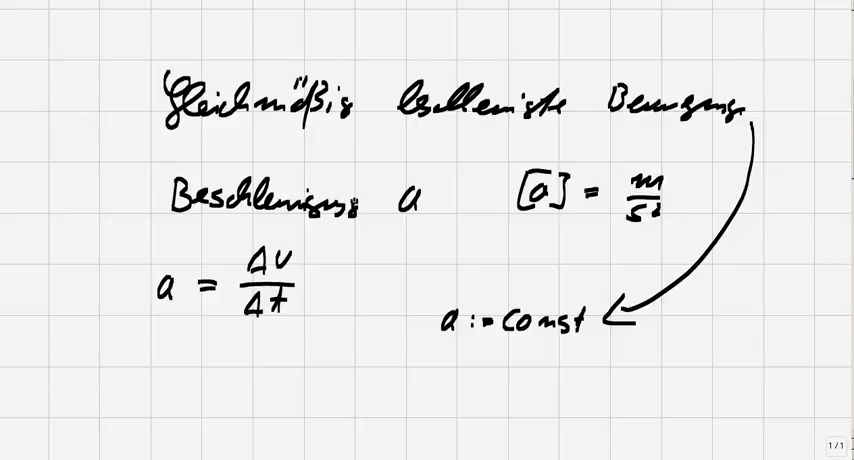 Gleichmäßig beschleunigte Bewegung
Beschleunigung a [a] = m/s²
a = Δv/Δt
a := const
1/1